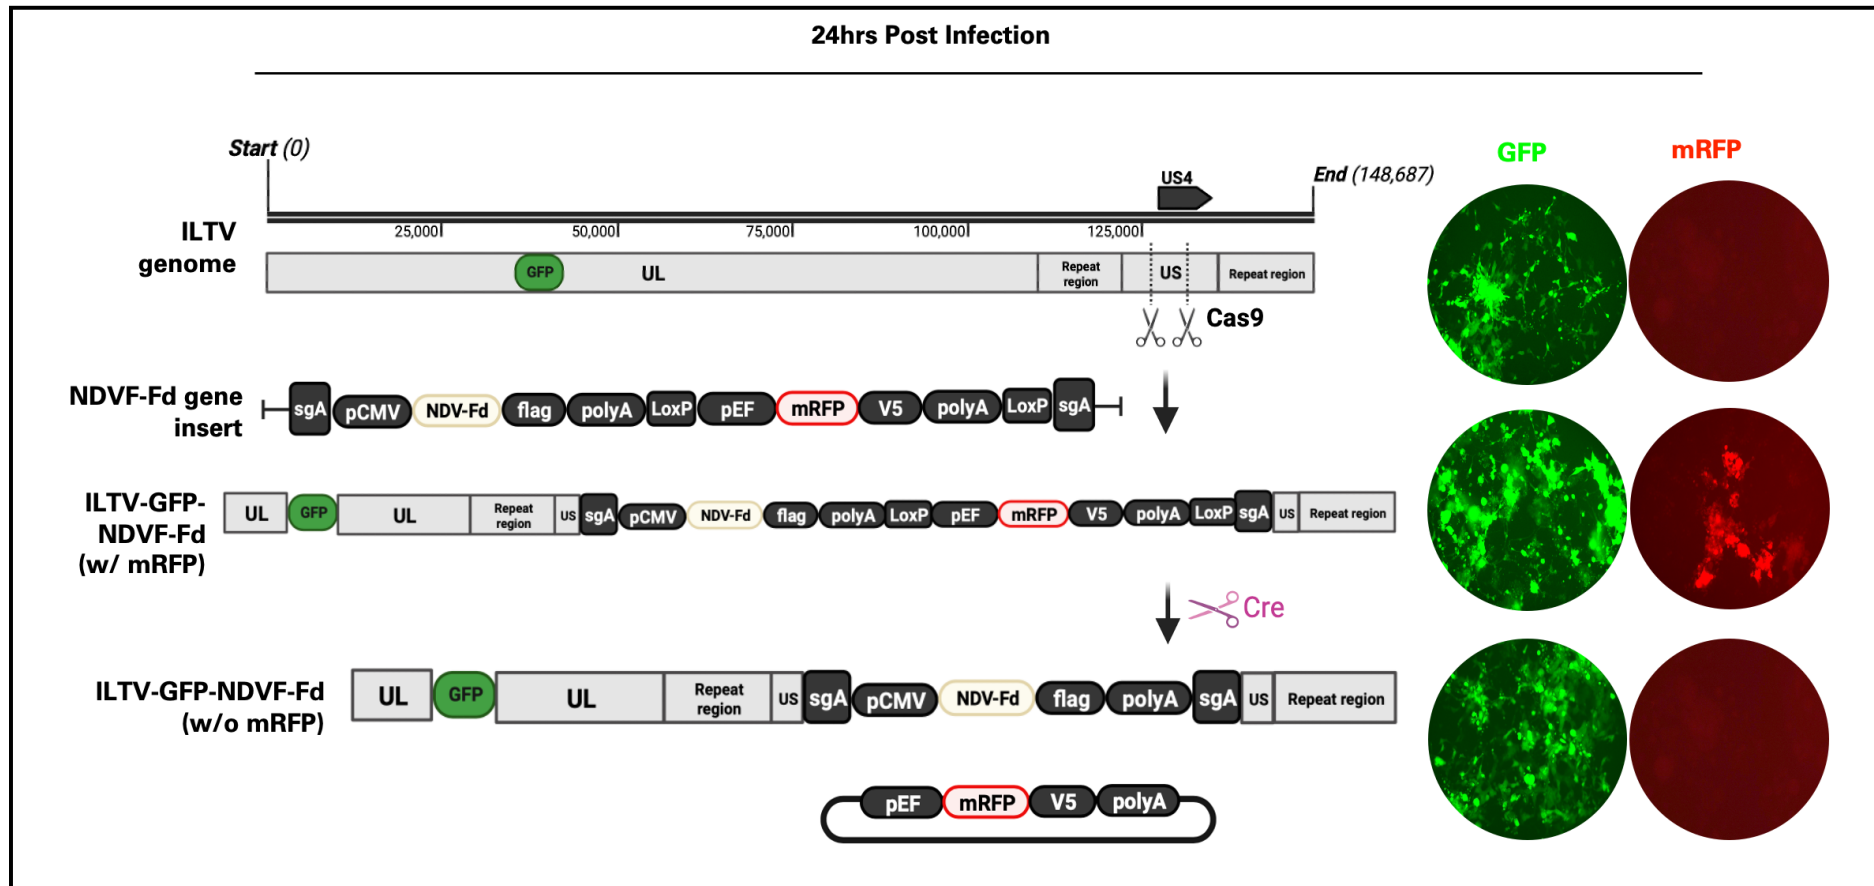 24hrs Post Infection
Start (0)
US4
End (148,687)
GFP
mRFP
ILTV
genome
25,000
50,000
75,000
100,000
125,000
GFP
UL
Repeat
region
US
Repeat region
Cas9
NDVF-Fd gene
insert
sgA pCMV NDV-Fd flag polyA LoxP pEF mRFP V5 polyA LoxP sgA
ILTV-GFP-
NDVF-Fd
(w/ mRFP)
UL GFP UL Repeat
region
US sgA pCMV NDV-Fd flag polyA LoxP pEF mRFP V5 polyA LoxP sgA US Repeat region
Cre
ILTV-GFP-NDVF-Fd
(w/o mRFP)
UL GFP UL Repeat
region
US sgA pCMV NDV-Fd flag polyA sgA US Repeat region
pEF mRFP V5 polyA